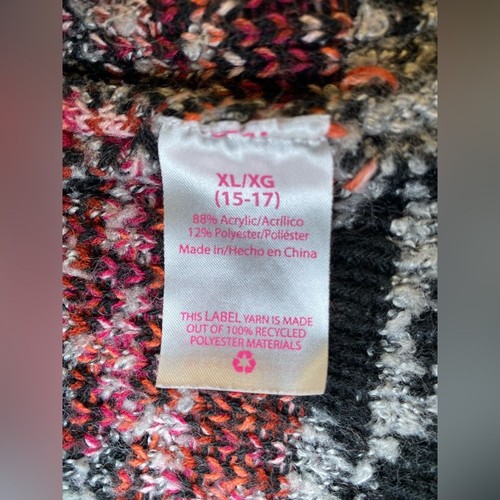 XL/XG
(15-17)
88% Acrylic/Acrílico
12% Polyester/Poliéster
Made in/Hecho en China
THIS LABEL YARN IS MADE
OUT OF 100% RECYCLED
POLYESTER MATERIALS